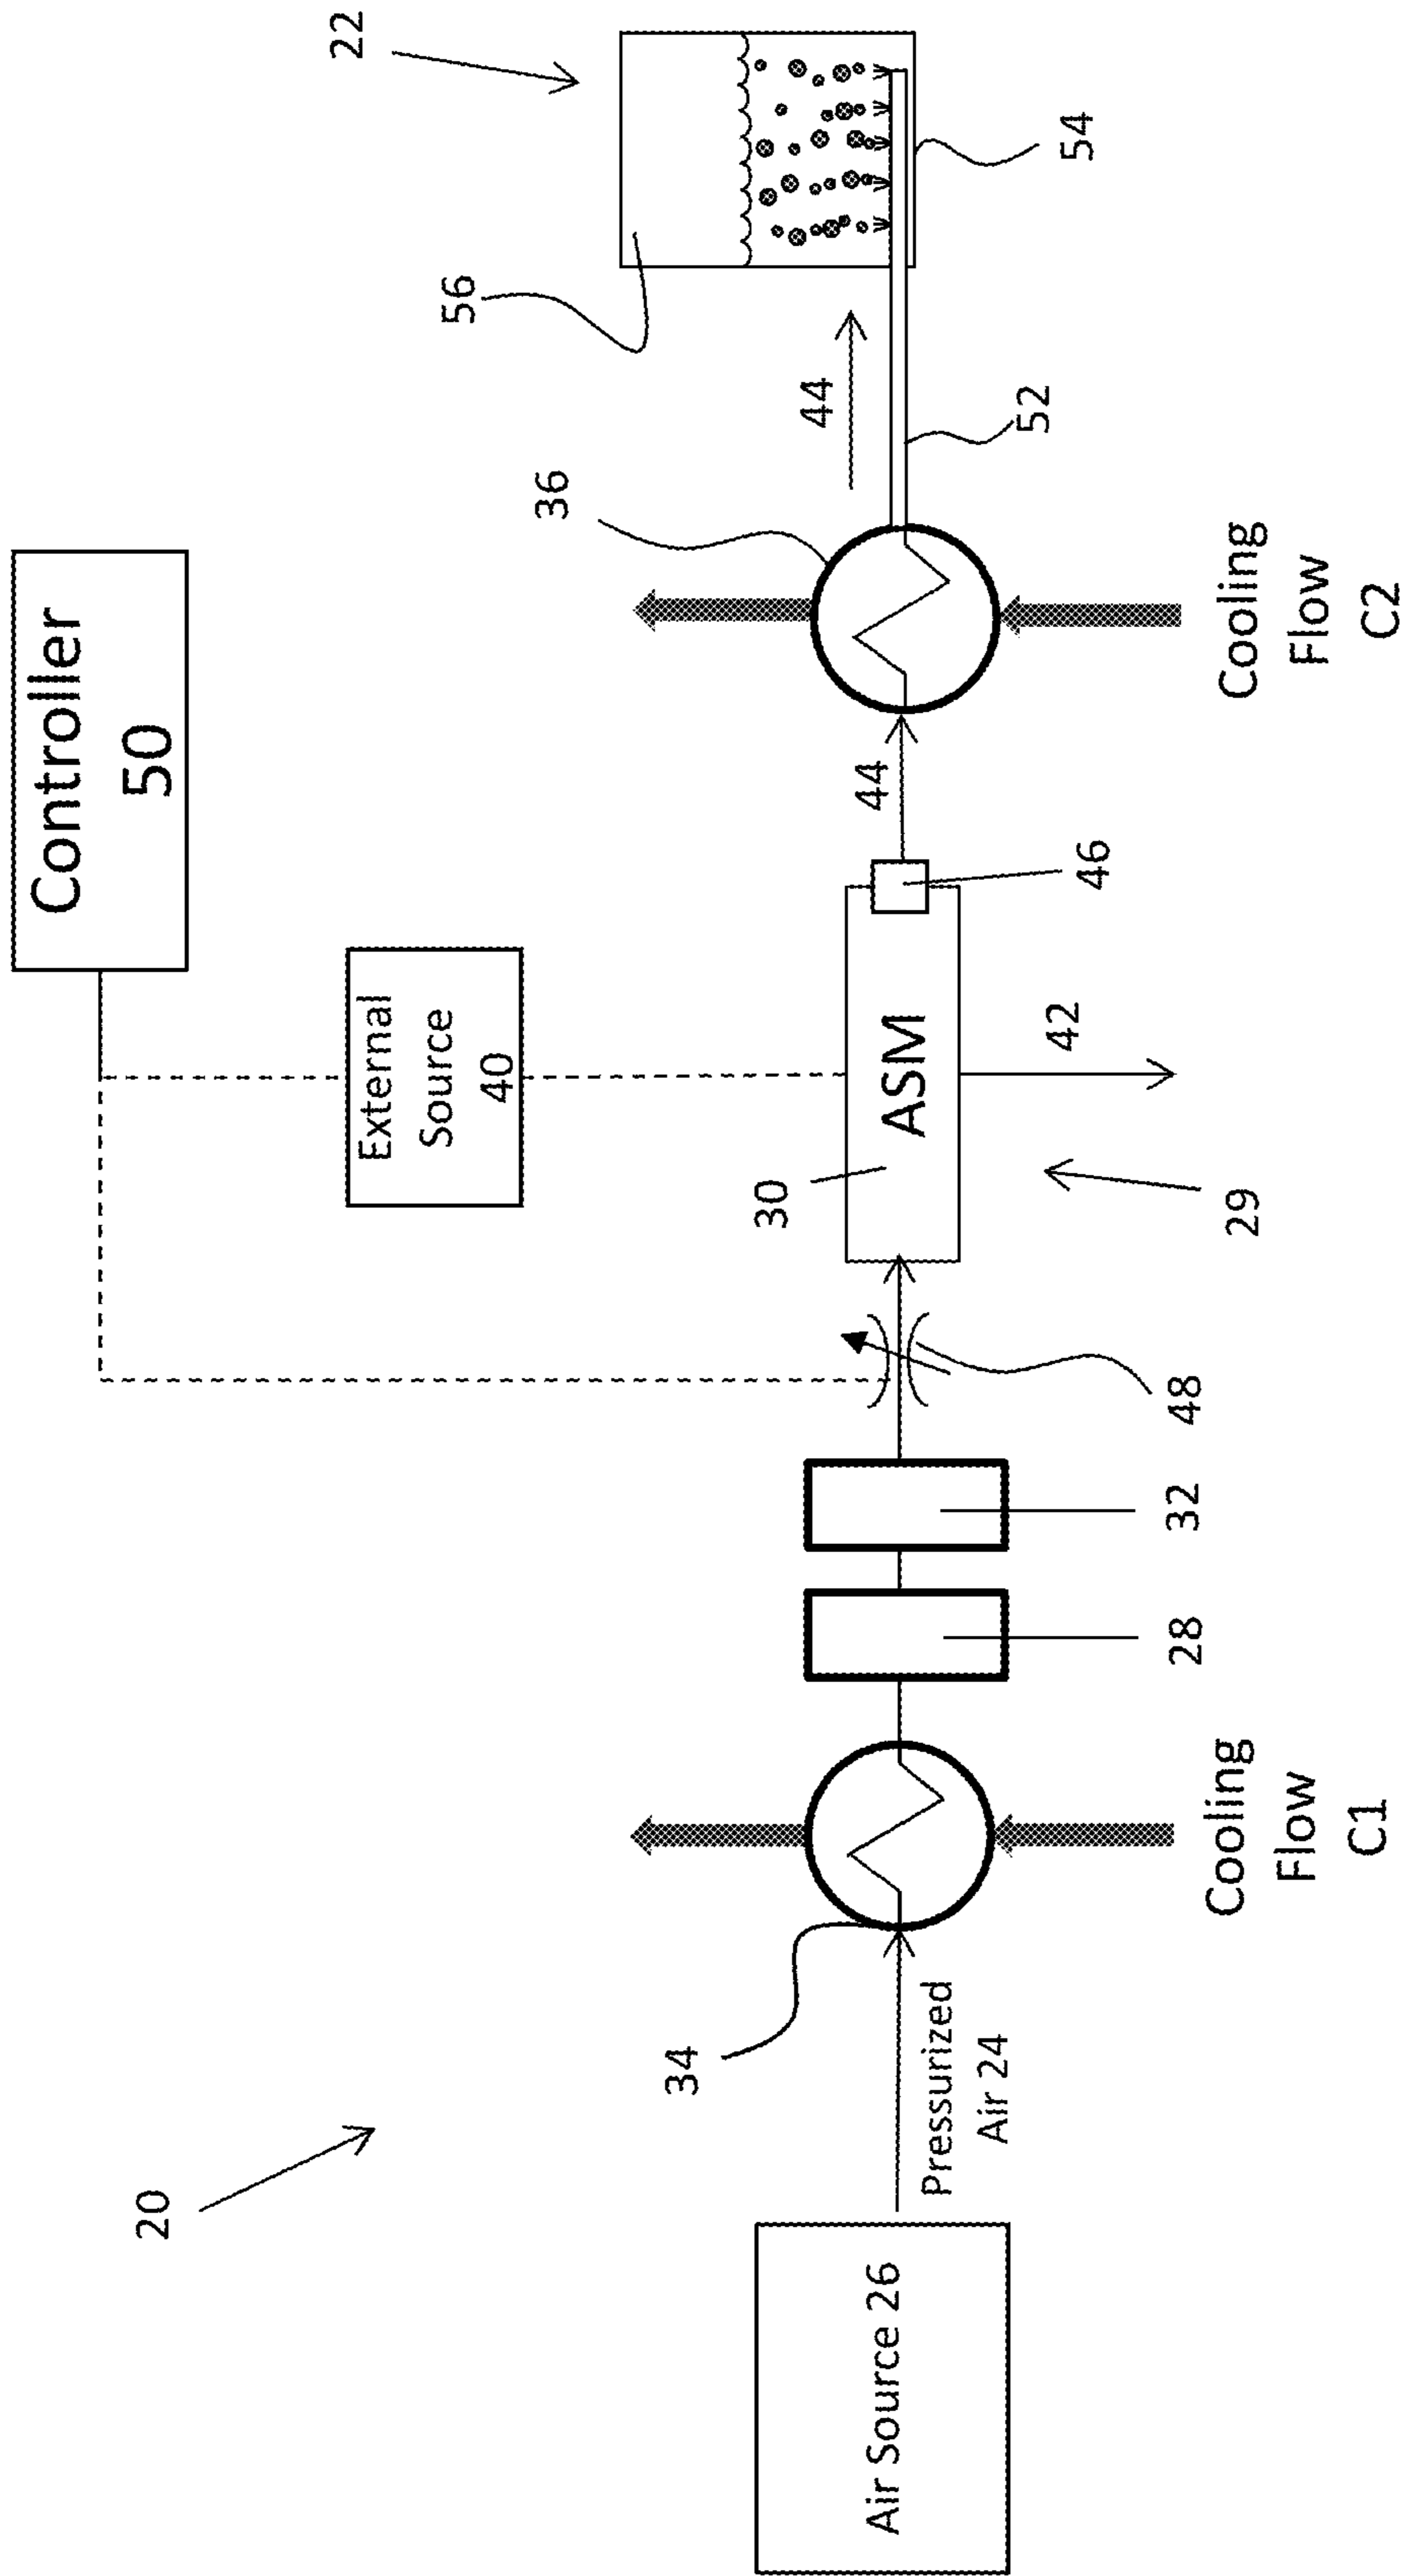 20
Controller
50
22
External
Source
40
56
36
44
34
30
44
Air Source 26
Pressurized
Air 24
ASM
46
52
54
42
29
28
32
48
Cooling
Flow
C1
Cooling
Flow
C2